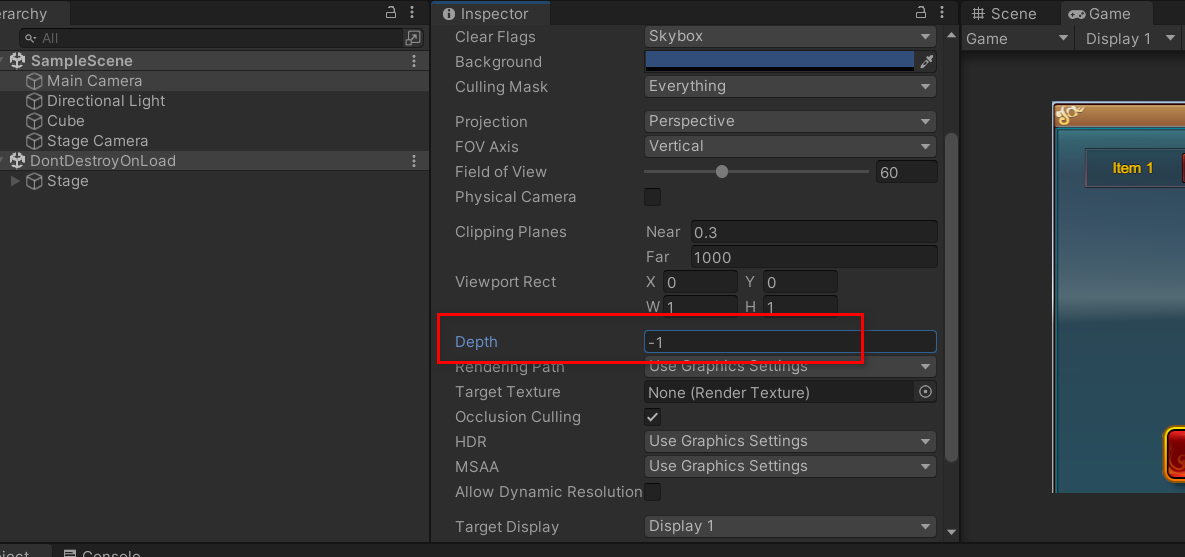 erarchy
All
SampleScene
Main Camera
Directional Light
Cube
Stage Camera
DontDestroyOnLoad
Stage
Inspector
Clear Flags Skybox
Background
Culling Mask Everything
Projection Perspective
FOV Axis Vertical
Field of View 60
Physical Camera
Clipping Planes Near 0.3
Far 1000
Viewport Rect X 0 Y 0
W 1 H 1
Depth -1
Rendering Path Use Graphics Settings
Target Texture None (Render Texture)
Occlusion Culling
HDR Use Graphics Settings
MSAA Use Graphics Settings
Allow Dynamic Resolution
Target Display Display 1
Scene Game
Game Display 1
Item 1
oject Console